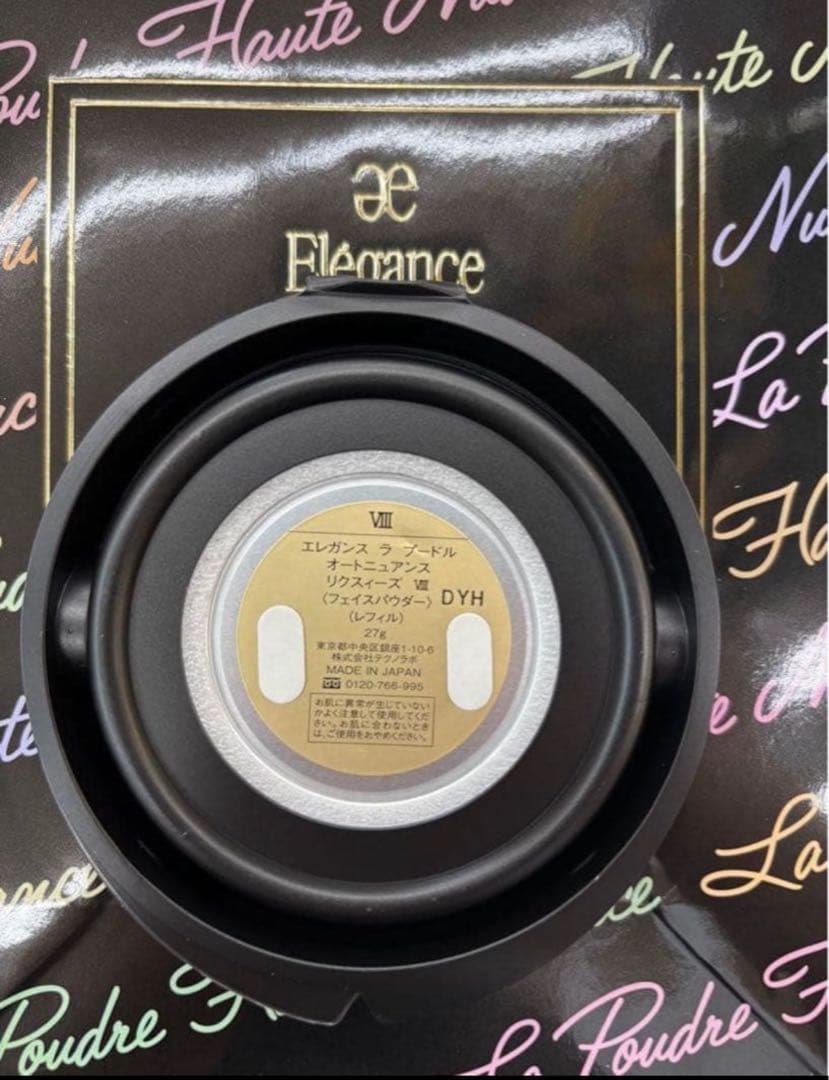 La Poudre Haute Nu
Haute
Nu
La P
Ha
əe
Elégance
VIII
エレガンス ラ プードル
オートニュアンス
リクスィーズ Ⅷ
〈フェイスパウダー〉 DYH
(レフィル)
27g
東京都中央区銀座1-10-6
株式会社テクノラボ
MADE IN JAPAN
0120-766-995
お肌に異常が生じていない
かよく注意して使用してくだ
さい。お肌に合わないとき
は、ご使用をおやめください。
La
ce
Poudre
La Poudre